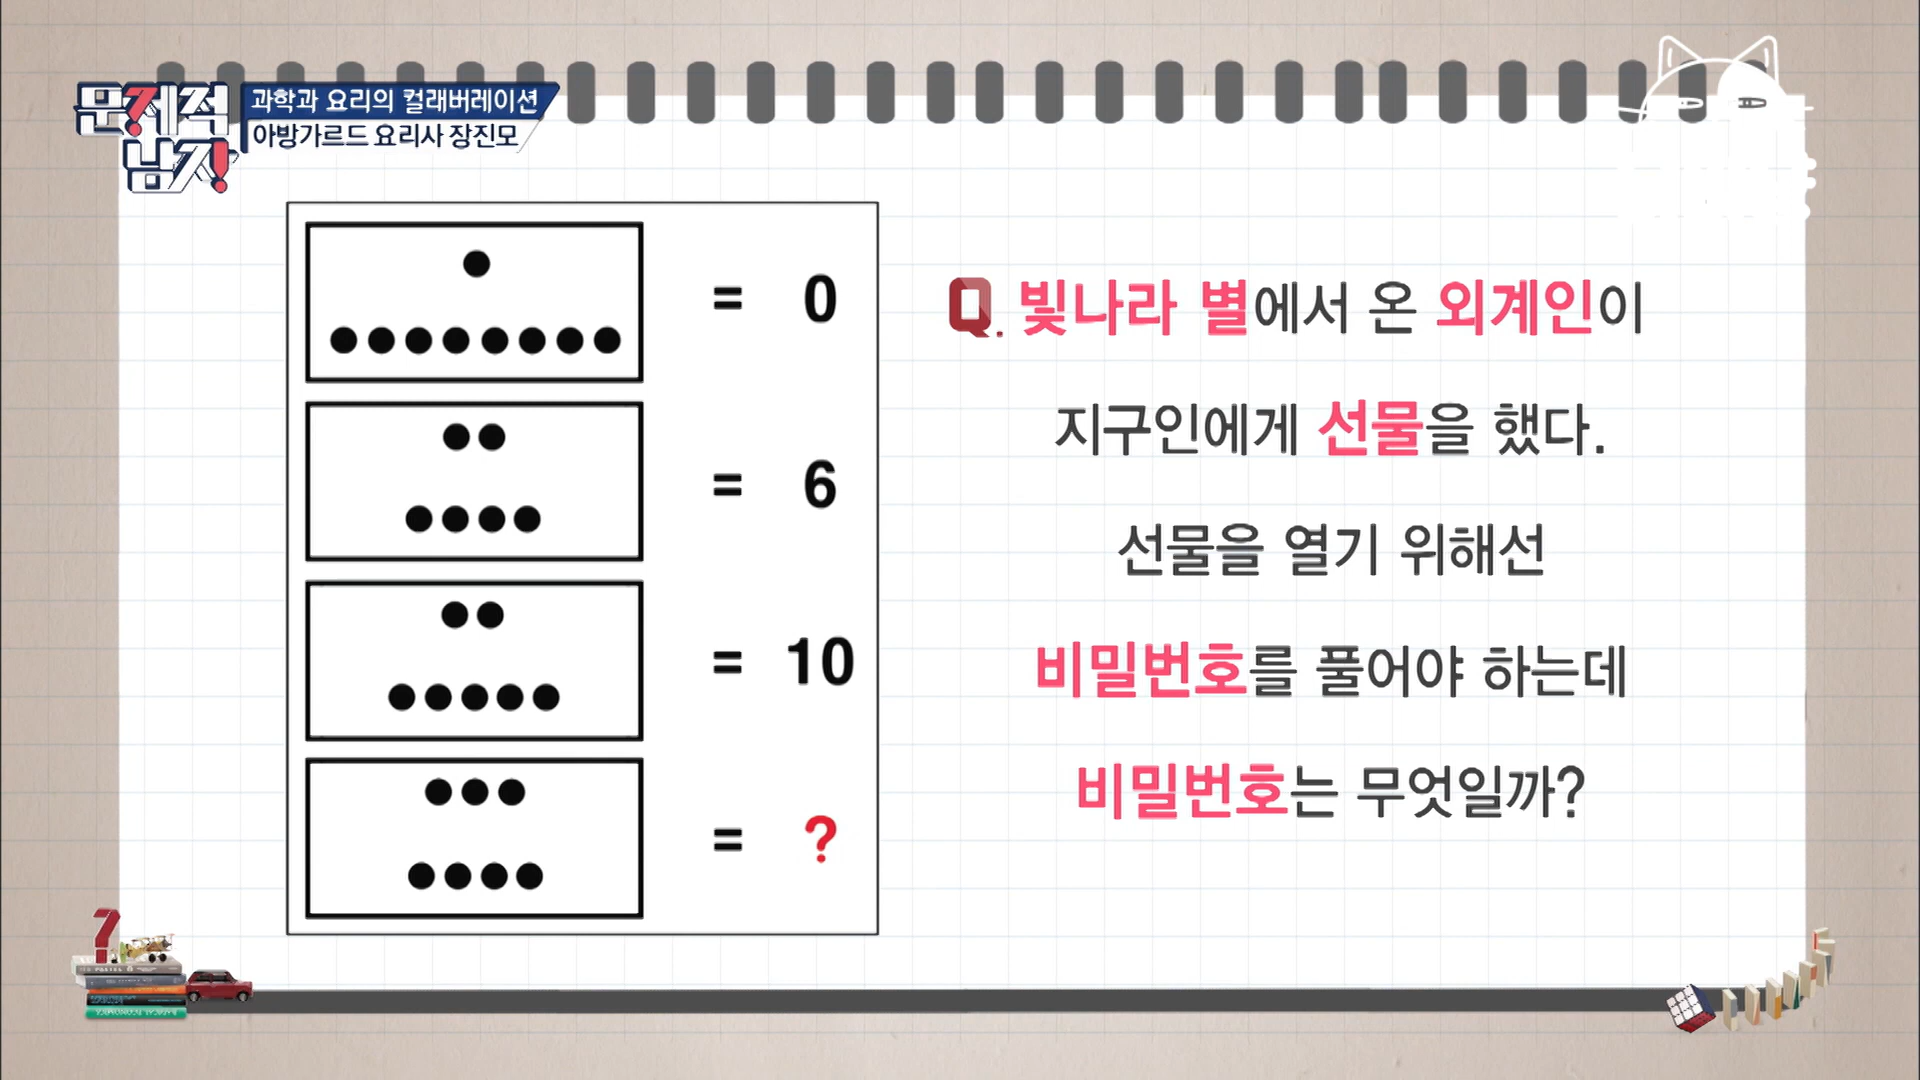 문제적
남자!
과학과 요리의 컬래버레이션
아방가르드 요리사 장진모
= 0
= 6
= 10
= ?
Q. 빛나라 별에서 온 외계인이
지구인에게 선물을 했다.
선물을 열기 위해선
비밀번호를 풀어야 하는데
비밀번호는 무엇일까?